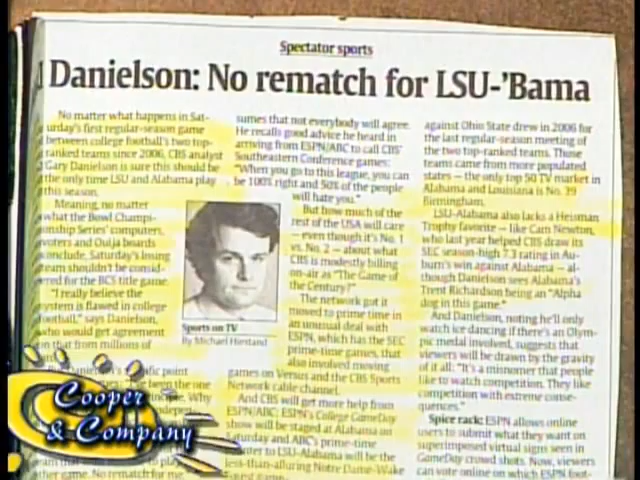 Spectator sports
Danielson: No rematch for LSU-'Bama
No matter what happens in Sat-
urday's first regular-season game
between college football's two top-
ranked teams since 2006, CBS analyst
Gary Danielson is sure this should be
the only time LSU and Alabama play
this season.
Meaning, no matter
what the Bowl Champi-
onship Series' computers,
voters and Ouija boards
conclude, Saturday's losing
team shouldn't be consid-
ered for the BCS title game.
"I really believe the
system is flawed in college
football," says Danielson,
who would get agreement
on that from millions of
Sports on TV
By Michael Hiestand
sumes that not everybody will agree.
He recalls good advice he heard in
arriving from ESPN/ABC to call CBS'
Southeastern Conference games:
"When you go to this league, you can
be 100% right and 50% of the people
will hate you."
But how much of the
rest of the USA will care
— even though it's No. 1
vs. No. 2 — about what
CBS is modestly billing
on-air as "The Game of
the Century?"
The network got it
moved to prime time in
an unusual deal with
ESPN, which has the SEC
prime-time games, that
also involved moving
games on Versus and the CBS Sports
Network cable channel.
And CBS will get more help from
ESPN/ABC: ESPN's College GameDay
show will be staged at Alabama on
Saturday and ABC's prime-time
to LSU-Alabama will be the
less-than-alluring Notre Dame-Wake
against Ohio State drew in 2006 for
the last regular-season meeting of
the two top-ranked teams. Those
teams came from more populated
states — the only top 50 TV market in
Alabama and Louisiana is No. 39
Birmingham.
LSU-Alabama also lacks a Heisman
Trophy favorite — like Cam Newton,
who last year helped CBS draw its
SEC season-high 7.3 rating in Au-
burn's win against Alabama — al-
though Danielson sees Alabama's
Trent Richardson being an "Alpha
dog in this game."
And Danielson, noting he'll only
watch ice dancing if there's an Olym-
pic medal involved, suggests that
viewers will be drawn by the gravity
of it all: "It's a misnomer that people
like to watch competition. They like
competition with extreme conse-
quences."
Spice rack: ESPN allows online
users to submit what they want on
superimposed virtual signs seen in
GameDay crowd shots. Now, viewers
can vote online on which ESPN foot-
Cooper
& Company